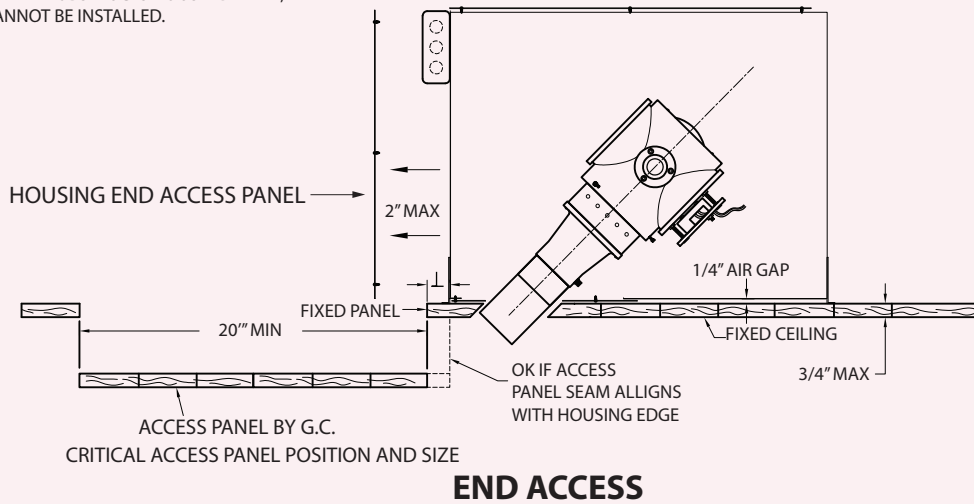 CANNOT BE INSTALLED.
HOUSING END ACCESS PANEL
2” MAX
1/4” AIR GAP
FIXED PANEL
20’” MIN
FIXED CEILING
OK IF ACCESS
PANEL SEAM ALLIGNS
WITH HOUSING EDGE
3/4” MAX
ACCESS PANEL BY G.C.
CRITICAL ACCESS PANEL POSITION AND SIZE
END ACCESS